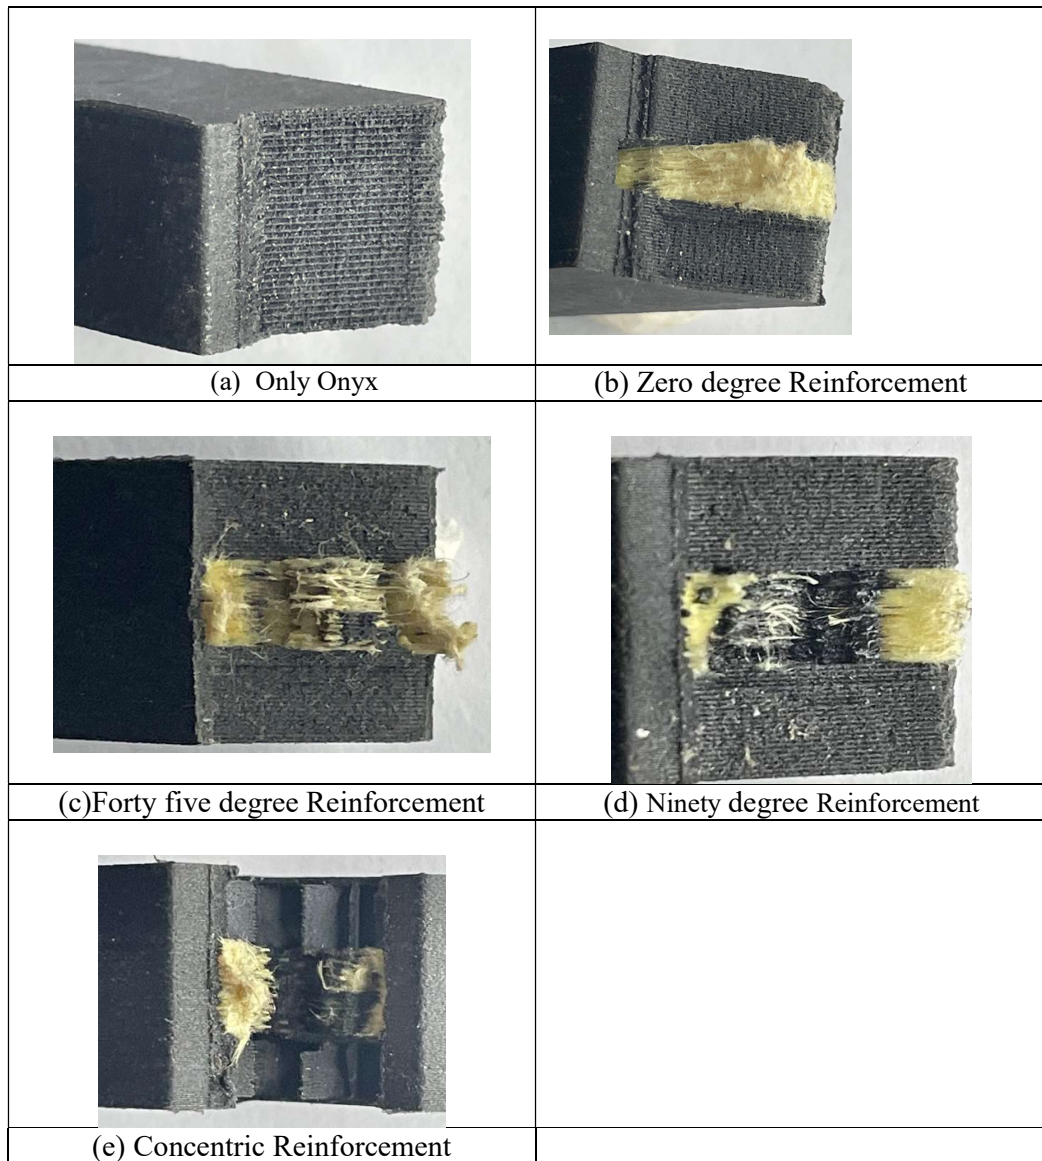 (a) Only Onyx
(b) Zero degree Reinforcement
(c)Forty five degree Reinforcement
(d) Ninety degree Reinforcement
(e) Concentric Reinforcement